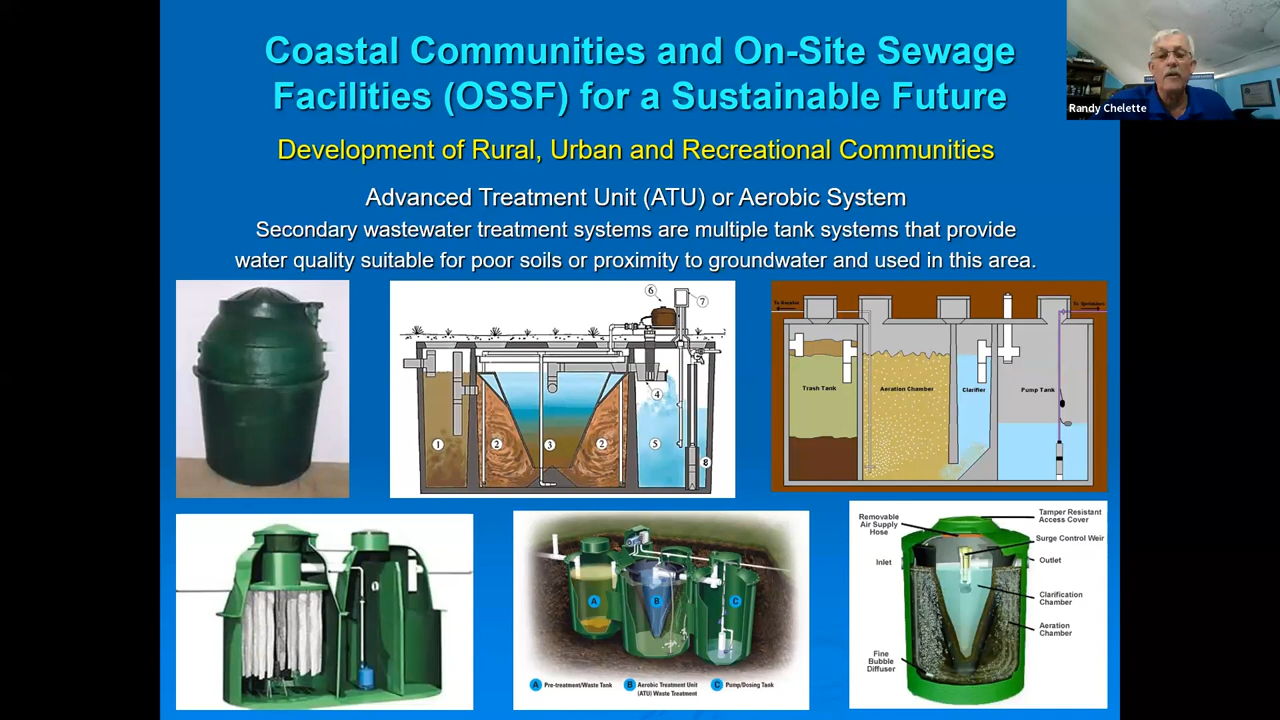 Coastal Communities and On-Site Sewage
Facilities (OSSF) for a Sustainable Future
Randy Chelette
Development of Rural, Urban and Recreational Communities
Advanced Treatment Unit (ATU) or Aerobic System
Secondary wastewater treatment systems are multiple tank systems that provide
water quality suitable for poor soils or proximity to groundwater and used in this area.
6
7
4
1
2
3
2
5
8
To Sprinklers
Trash Tank
Aeration Chamber
Clarifier
Pump Tank
A
B
C
A Pre-treatment/Waste Tank
B Aerobic Treatment Unit
(ATU) Waste Treatment
C Pump/Dosing Tank
Removable
Air Supply
Hose
Tamper Resistant
Access Cover
Surge Control Weir
Inlet
Outlet
Clarification
Chamber
Aeration
Chamber
Fine
Bubble
Diffuser